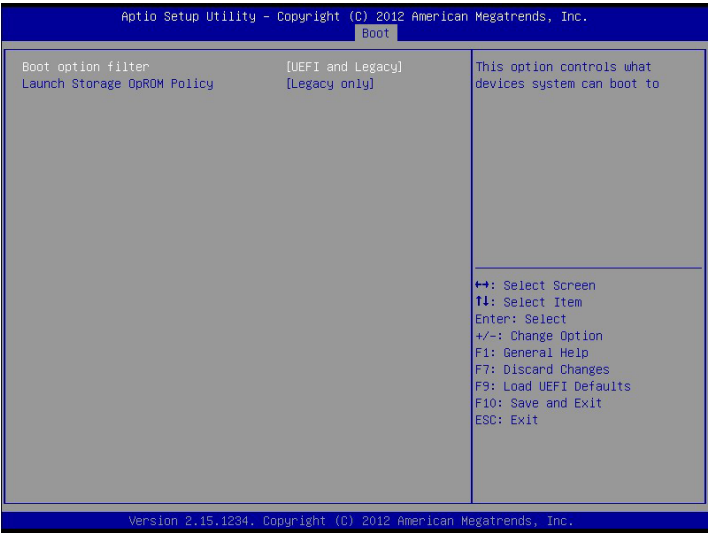 Aptio Setup Utility – Copyright (C) 2012 American Megatrends, Inc.
Boot
Boot option filter [UEFI and Legacy]
Launch Storage OpROM Policy [Legacy only]
This option controls what
devices system can boot to
↔: Select Screen
↑↓: Select Item
Enter: Select
+/-: Change Option
F1: General Help
F7: Discard Changes
F9: Load UEFI Defaults
F10: Save and Exit
ESC: Exit
Version 2.15.1234. Copyright (C) 2012 American Megatrends, Inc.